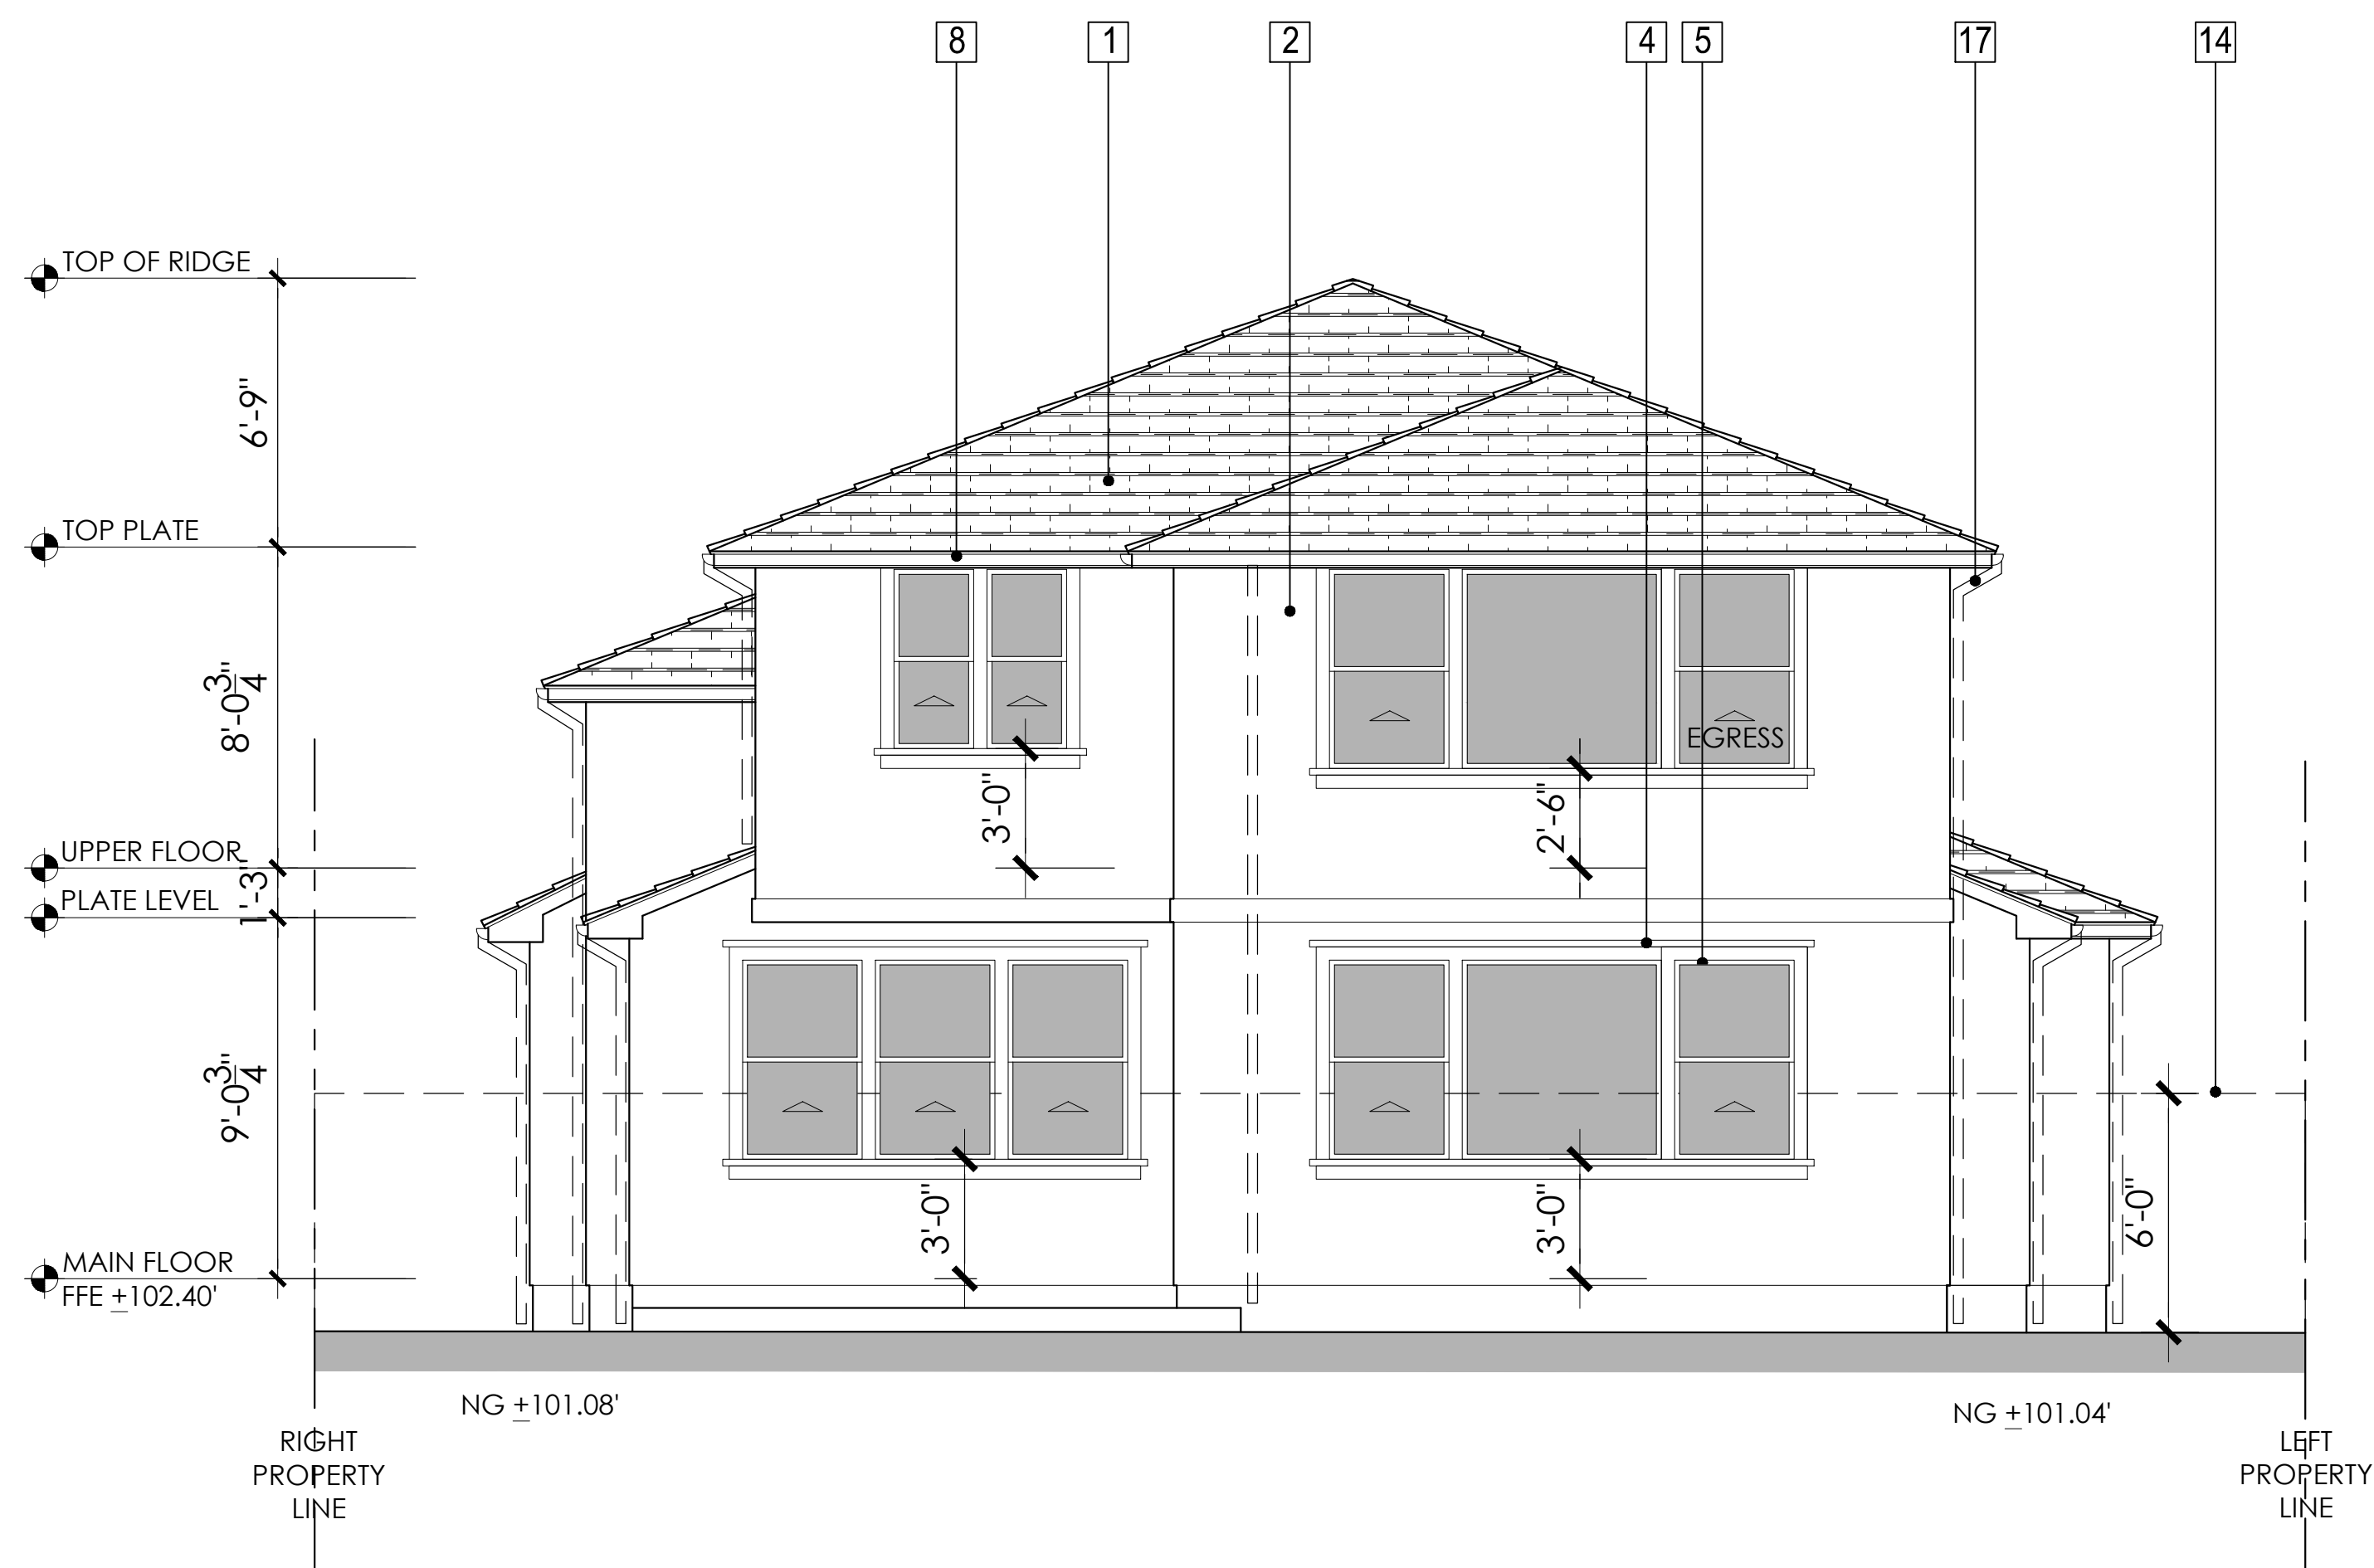 8 1 2 4 5 17 14
TOP OF RIDGE
6'-9"
TOP PLATE
8'-0 3/4"
EGRESS
3'-0"
2'-6"
UPPER FLOOR
1'-3"
PLATE LEVEL
9'-0 3/4"
3'-0"
3'-0"
6'-0"
MAIN FLOOR
FFE ±102.40'
NG ±101.08'
NG ±101.04'
RIGHT
PROPERTY
LINE
LEFT
PROPERTY
LINE